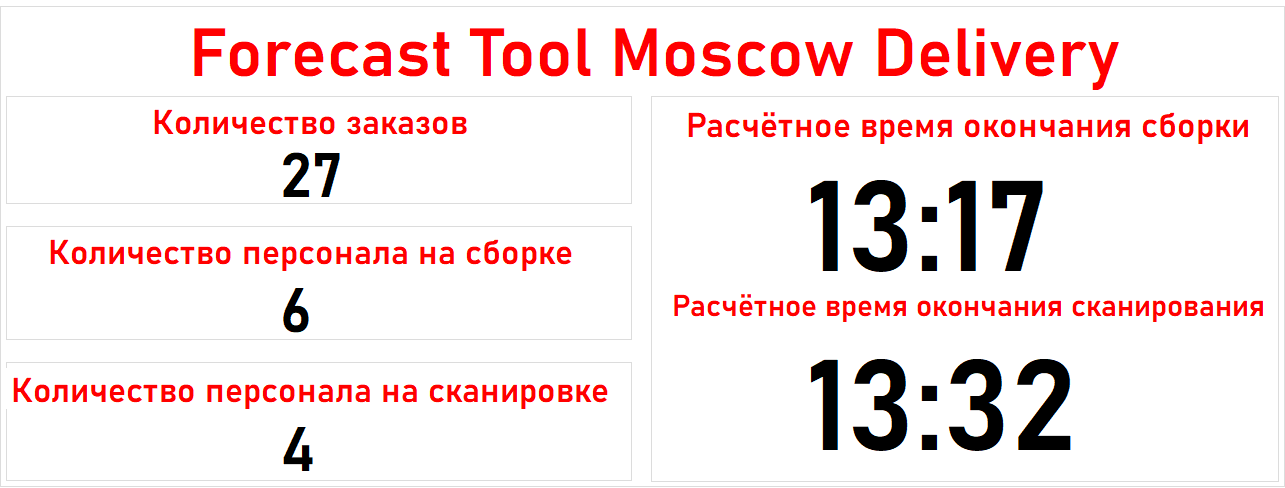 Forecast Tool Moscow Delivery
Количество заказов
27
Количество персонала на сборке
6
Количество персонала на сканировке
4
Расчётное время окончания сборки
13:17
Расчётное время окончания сканирования
13:32